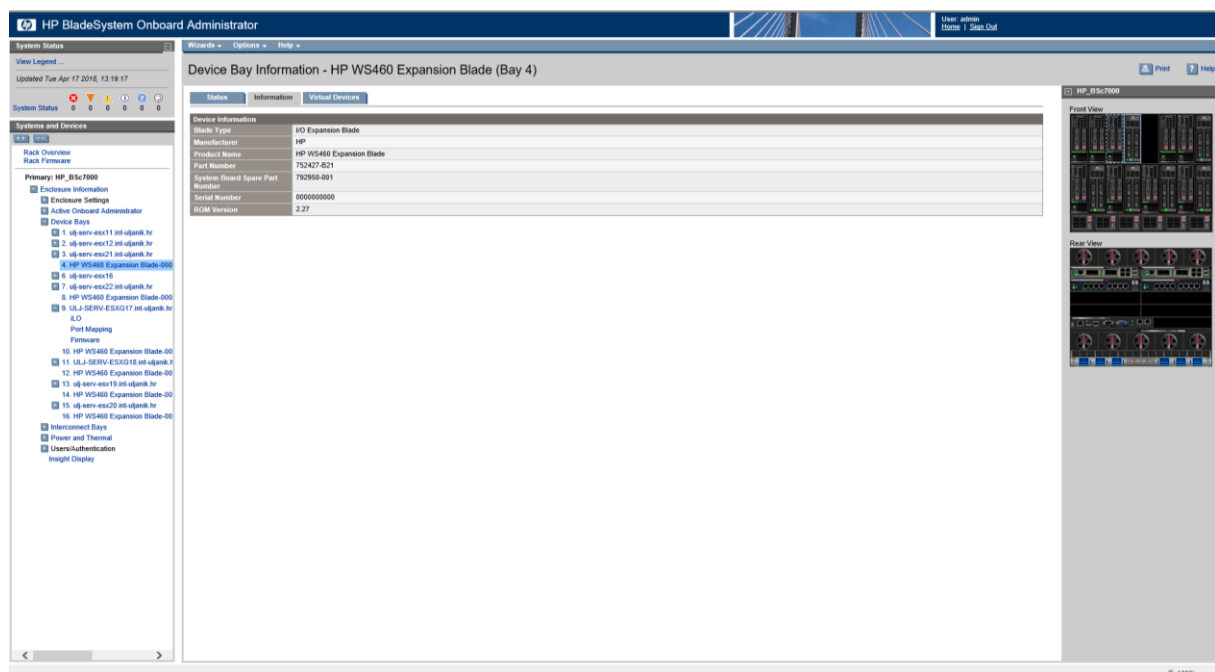 HP BladeSystem Onboard Administrator
User: admin
Home | Sign Out
System Status
Wizards Options Help
View Legend ...
Updated Tue Apr 17 2018, 13:19:17
System Status 0 0 0 0 0 0
Device Bay Information - HP WS460 Expansion Blade (Bay 4)
Print Help
Status Information Virtual Devices
Device Information
Blade Type I/O Expansion Blade
Manufacturer HP
Product Name HP WS460 Expansion Blade
Part Number 752427-B21
System Board Spare Part Number 792950-001
Serial Number 0000000000
ROM Version 2.27
Systems and Devices
Rack Overview
Rack Firmware
Primary: HP_BSc7000
Enclosure Information
Enclosure Settings
Active Onboard Administrator
Device Bays
1. ulj-serv-esx11.int-uljanik.hr
2. ulj-serv-esx12.int-uljanik.hr
3. ulj-serv-esx21.int-uljanik.hr
4. HP WS460 Expansion Blade-000
6. ulj-serv-esx16
7. ulj-serv-esx22.int-uljanik.hr
8. HP WS460 Expansion Blade-000
9. ULJ-SERV-ESXG17.int-uljanik.hr
iLO
Port Mapping
Firmware
10. HP WS460 Expansion Blade-00
11. ULJ-SERV-ESXG18.int-uljanik.h
12. HP WS460 Expansion Blade-00
13. ulj-serv-esx19.int-uljanik.hr
14. HP WS460 Expansion Blade-00
15. ulj-serv-esx20.int-uljanik.hr
16. HP WS460 Expansion Blade-00
Interconnect Bays
Power and Thermal
Users/Authentication
Insight Display
HP_BSc7000
Front View
Rear View